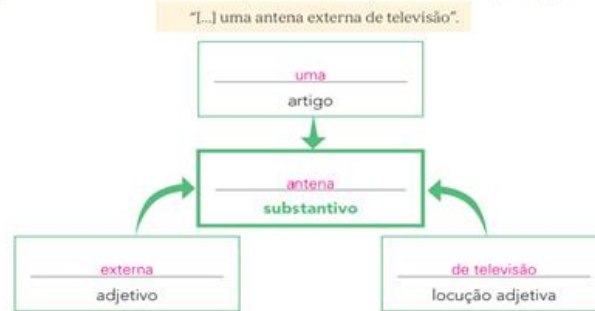 "[...] uma antena externa de televisão".
uma
artigo
antena
substantivo
externa
adjetivo
de televisão
locução adjetiva